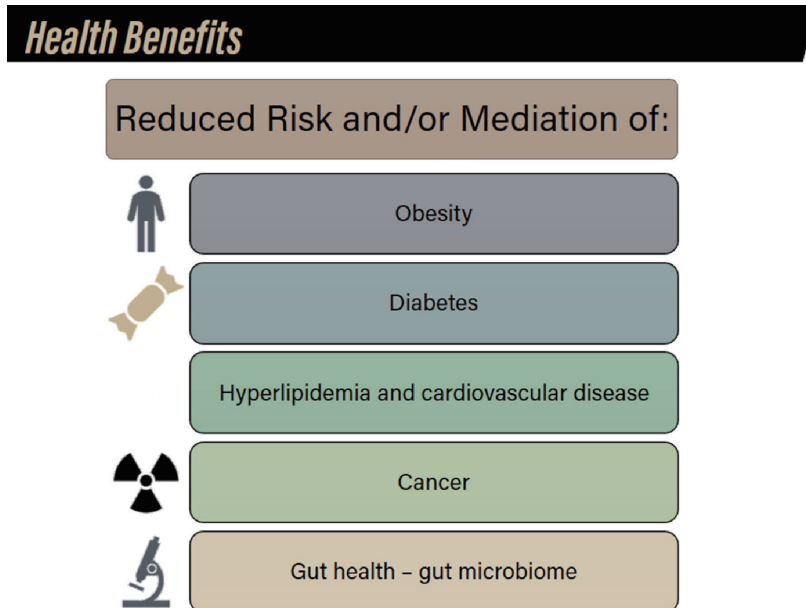 Health Benefits
Reduced Risk and/or Mediation of:
Obesity
Diabetes
Hyperlipidemia and cardiovascular disease
Cancer
Gut health – gut microbiome